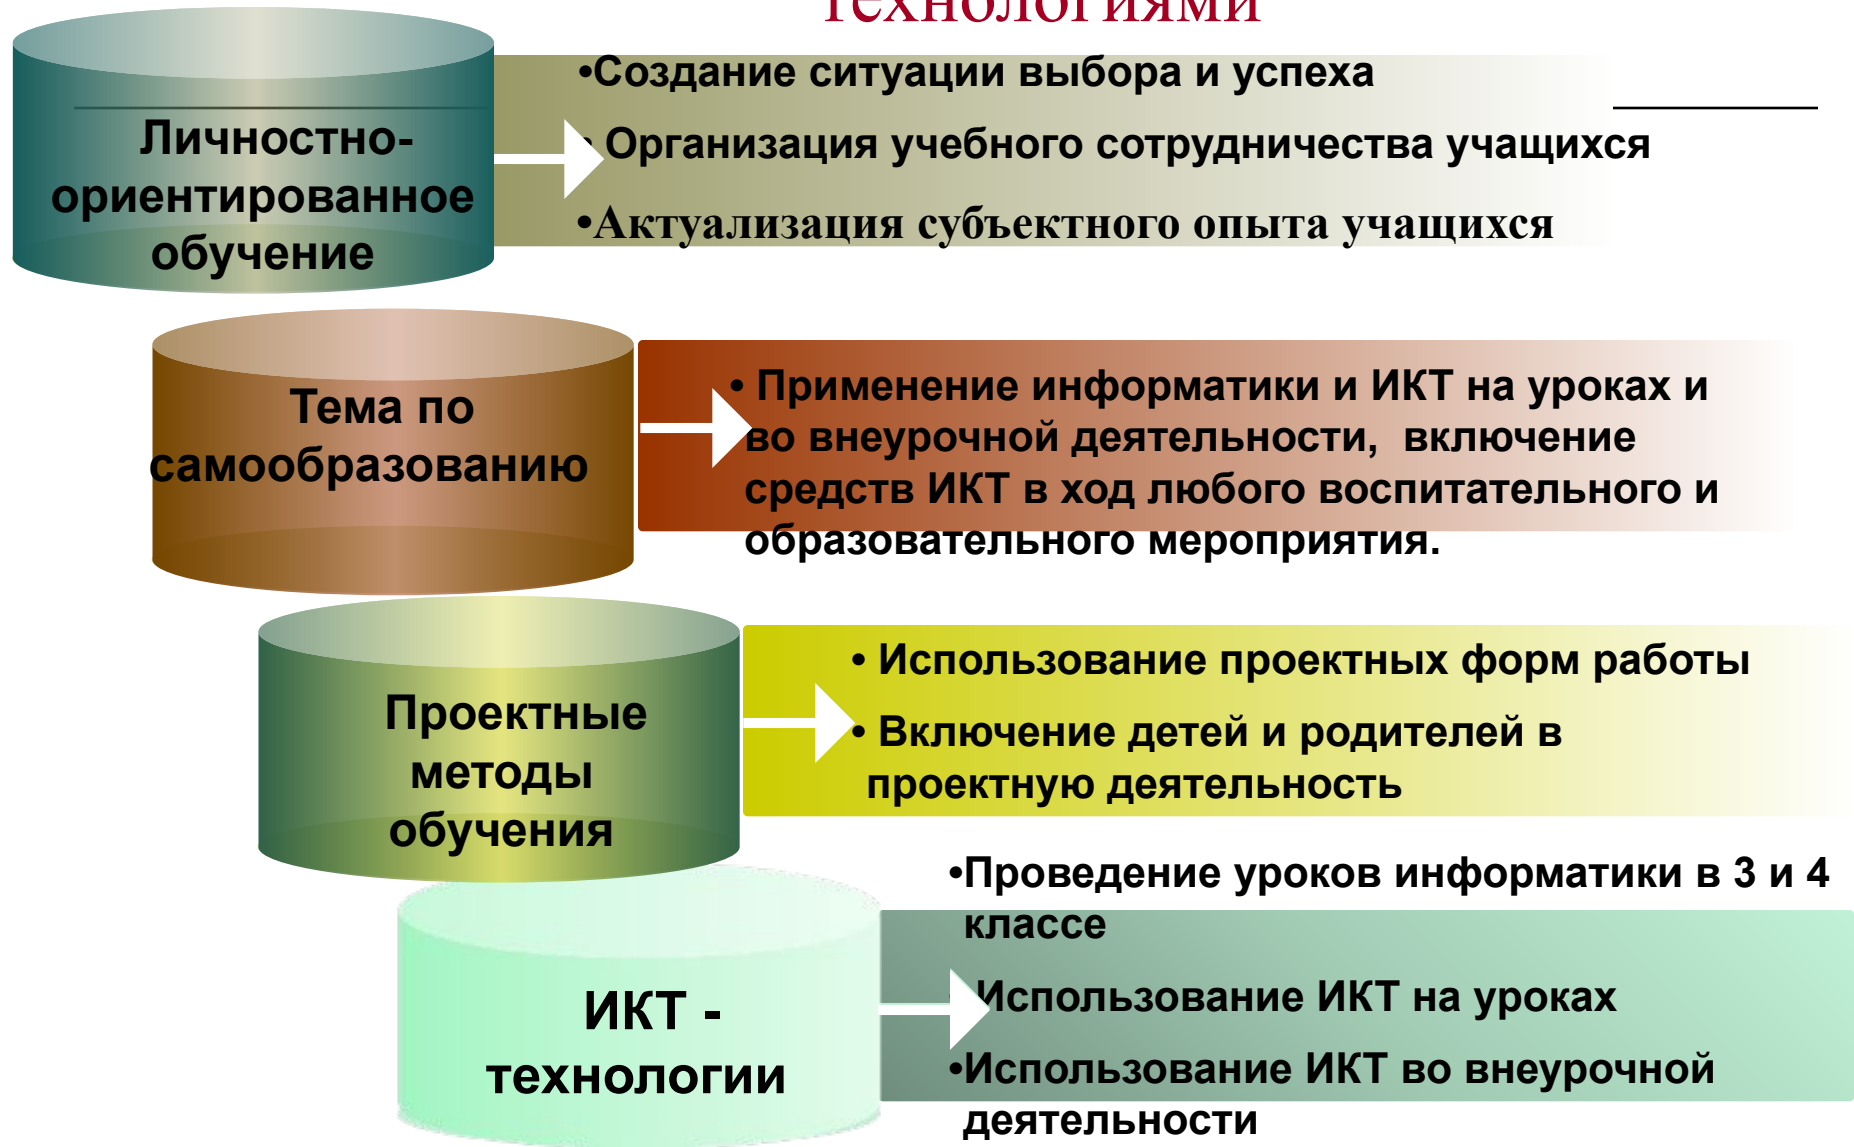 технологиями
Личностно-
ориентированное
обучение
•Создание ситуации выбора и успеха
• Организация учебного сотрудничества учащихся
•Актуализация субъектного опыта учащихся
Тема по
самообразованию
• Применение информатики и ИКТ на уроках и
во внеурочной деятельности, включение
средств ИКТ в ход любого воспитательного и
образовательного мероприятия.
Проектные
методы
обучения
• Использование проектных форм работы
• Включение детей и родителей в
проектную деятельность
ИКТ -
технологии
•Проведение уроков информатики в 3 и 4
классе
•Использование ИКТ на уроках
•Использование ИКТ во внеурочной
деятельности